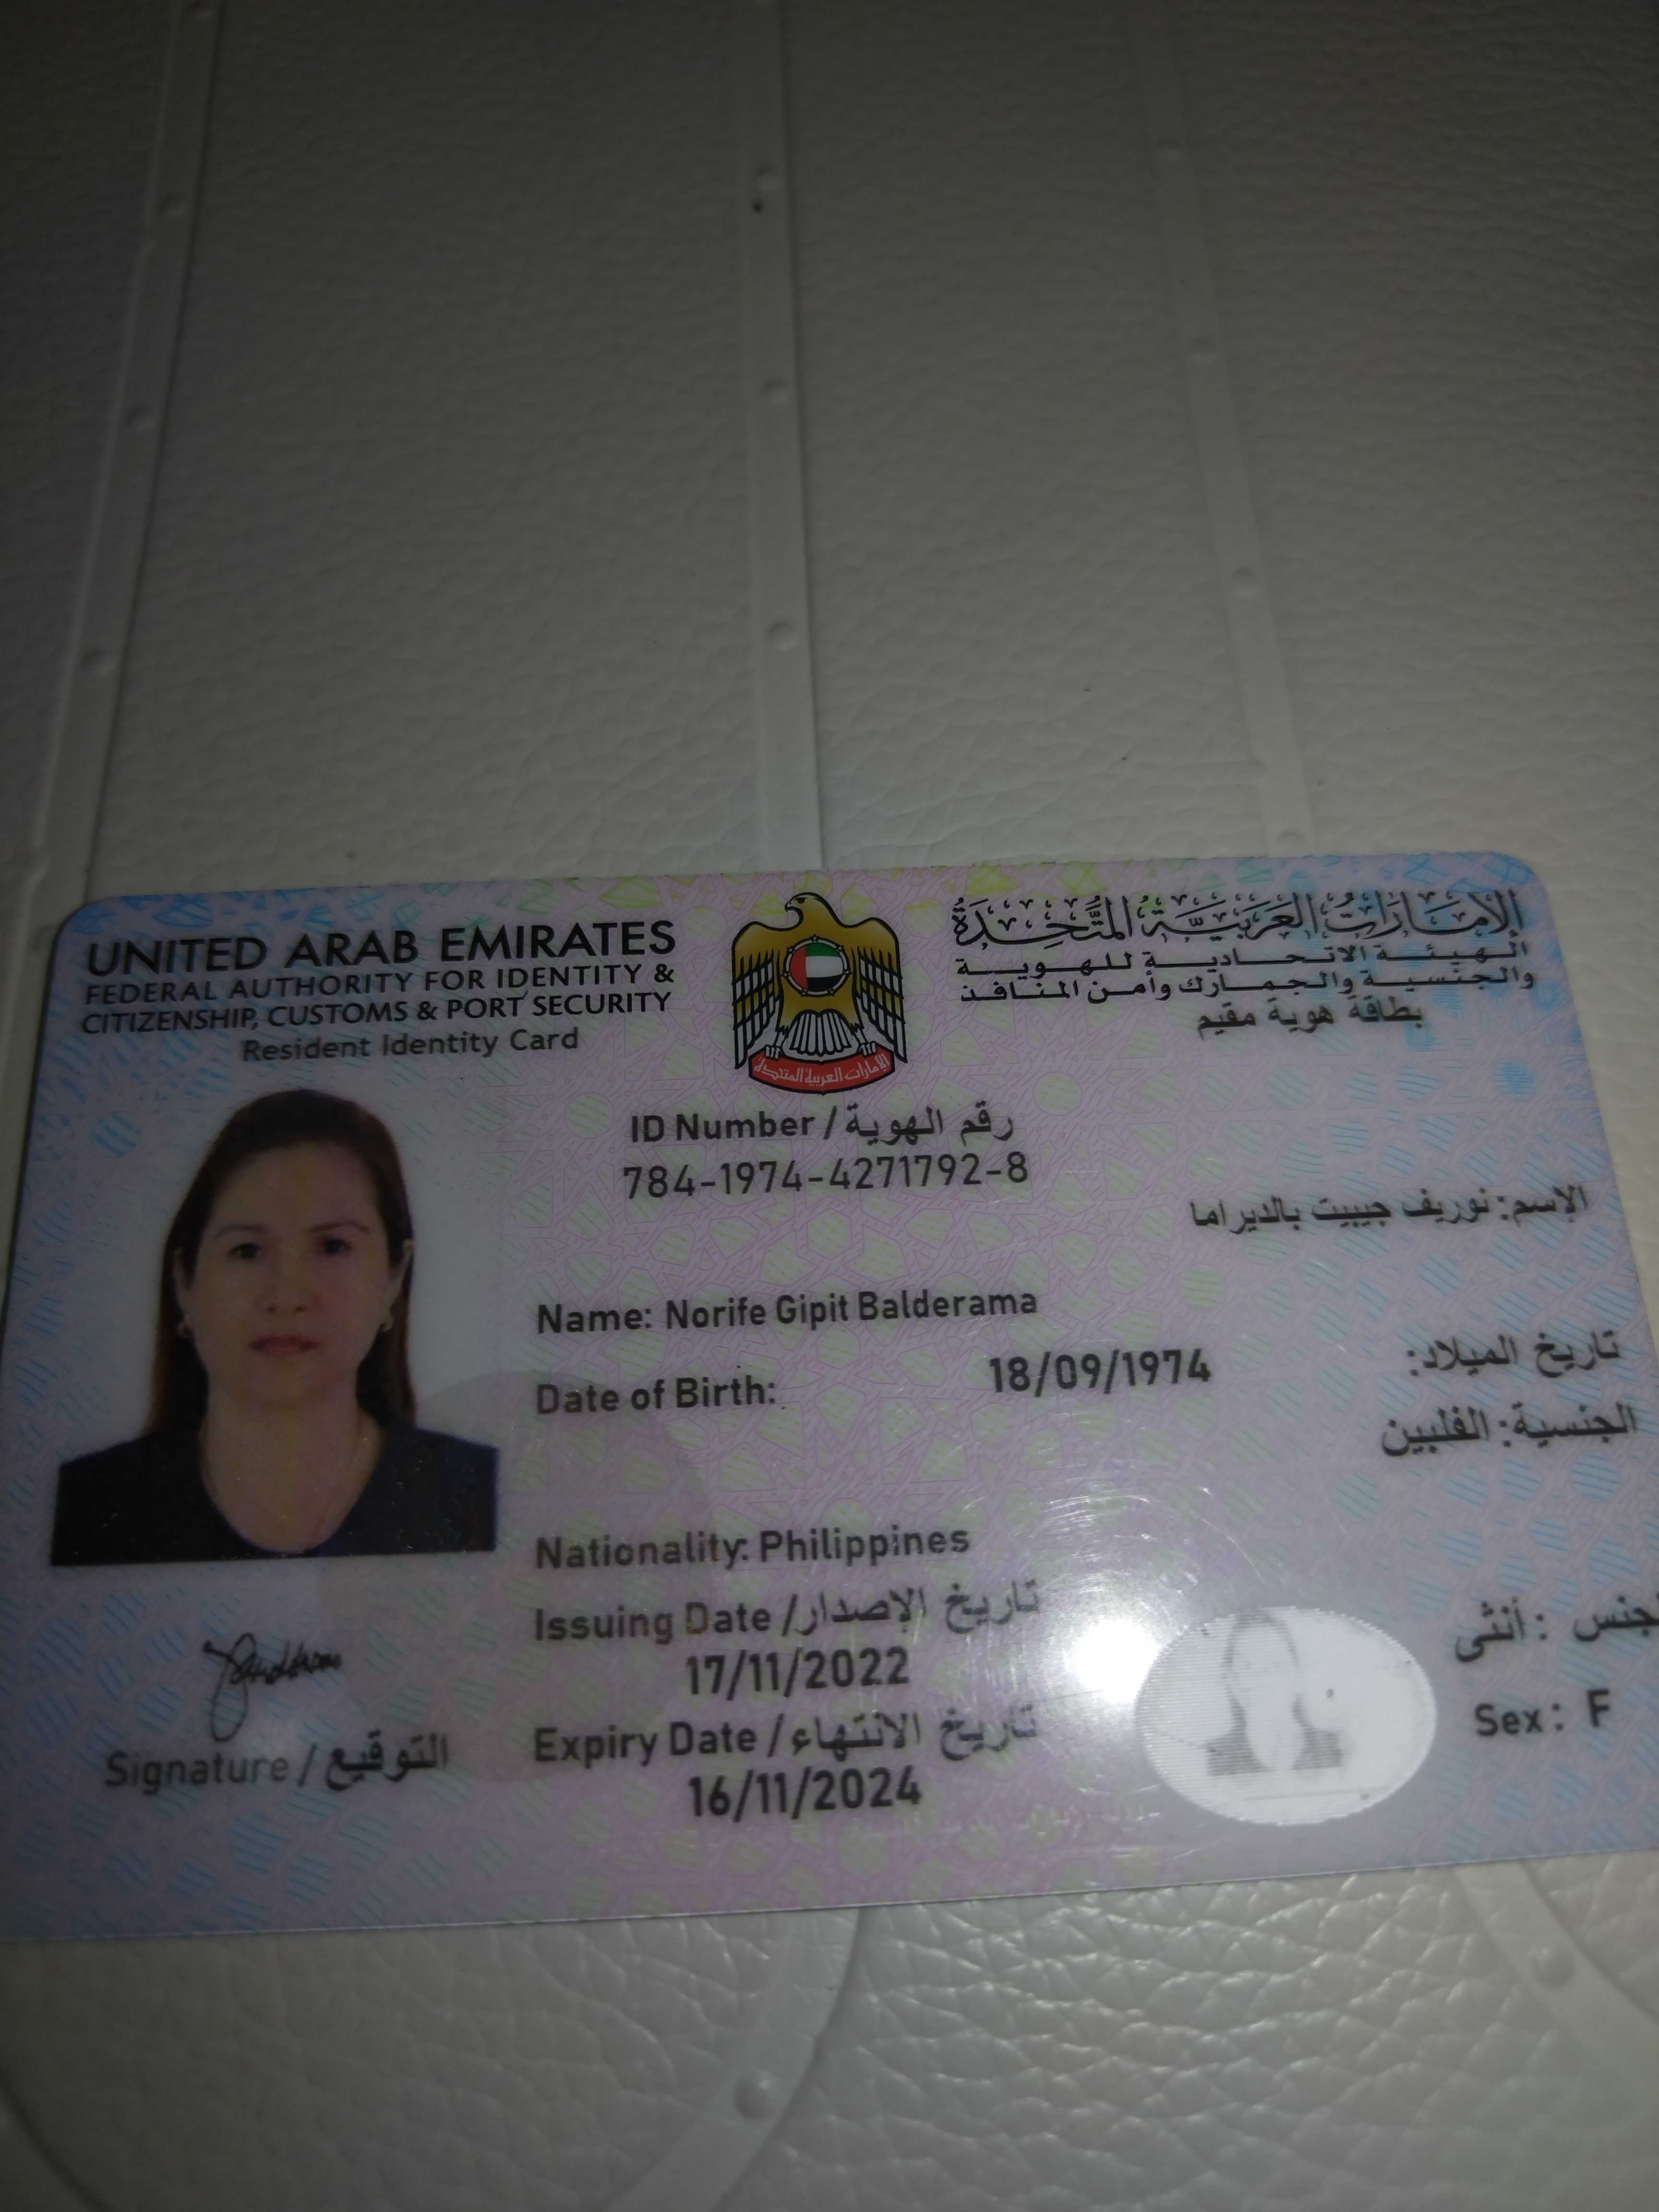 UNITED ARAB EMIRATES
FEDERAL AUTHORITY FOR IDENTITY &
CITIZENSHIP, CUSTOMS & PORT SECURITY
Resident Identity Card
الإمارات العربية المتحدة
الهيئة الاتحادية للهوية
والجنسية والجمارك وأمن المنافذ
بطاقة هوية مقيم
الإمارات العربية المتحدة
ID Number / رقم الهوية
784-1974-4271792-8
الإسم: نوريف جيبيت بالديراما
Name: Norife Gipit Balderama
Date of Birth: 18/09/1974 تاريخ الميلاد:
الجنسية: الفلبين
Nationality: Philippines
Issuing Date / تاريخ الإصدار
17/11/2022
الجنس : أنثى
Expiry Date / تاريخ الانتهاء
16/11/2024
Sex: F
Signature / التوقيع